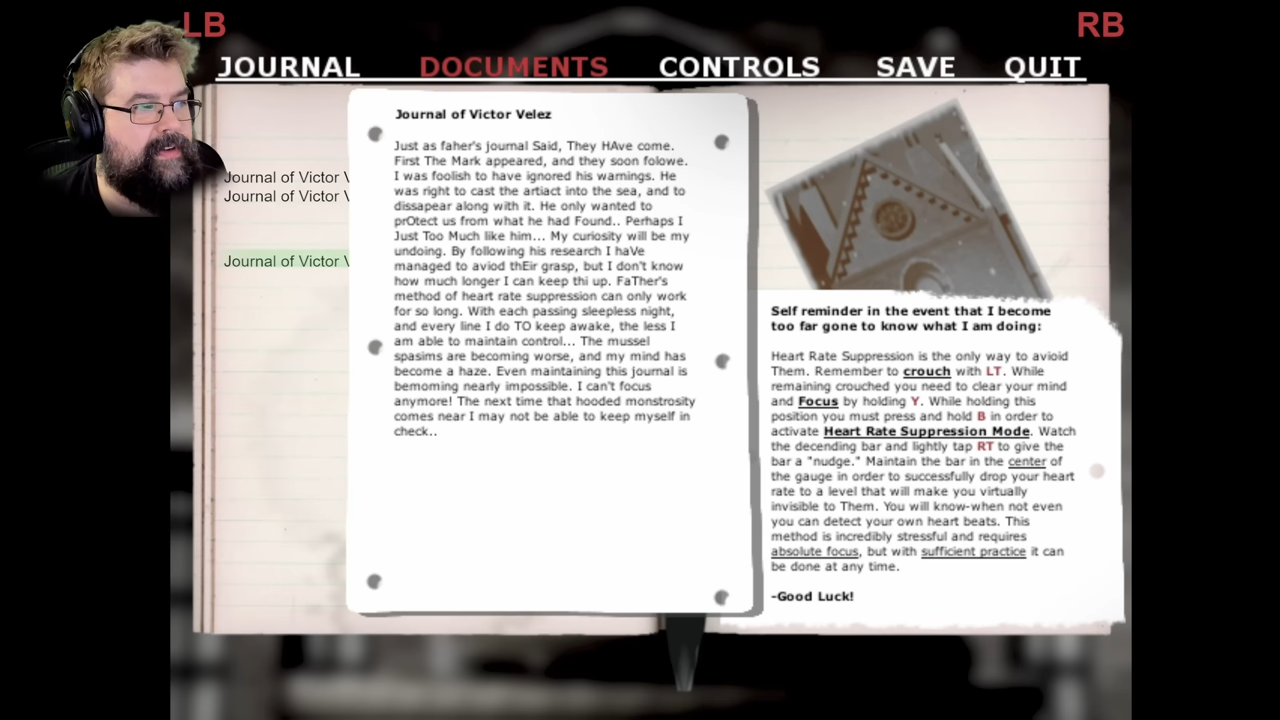 LB
RB
JOURNAL DOCUMENTS CONTROLS SAVE QUIT
Journal of Victor V
Journal of Victor V
Journal of Victor V
Journal of Victor Velez
Just as faher's journal Said, They HAve come.
First The Mark appeared, and they soon folowe.
I was foolish to have ignored his warnings. He
was right to cast the artiact into the sea, and to
dissapear along with it. He only wanted to
prOtect us from what he had Found.. Perhaps I
Just Too Much like him... My curiosity will be my
undoing. By following his research I haVe
managed to aviod thEir grasp, but I don't know
how much longer I can keep thi up. FaTher's
method of heart rate suppression can only work
for so long. With each passing sleepless night,
and every line I do TO keep awake, the less I
am able to maintain control... The mussel
spasims are becoming worse, and my mind has
become a haze. Even maintaining this journal is
bemoming nearly impossible. I can't focus
anymore! The next time that hooded monstrosity
comes near I may not be able to keep myself in
check..
Self reminder in the event that I become
too far gone to know what I am doing:
Heart Rate Suppression is the only way to avioid
Them. Remember to crouch with LT. While
remaining crouched you need to clear your mind
and Focus by holding Y. While holding this
position you must press and hold B in order to
activate Heart Rate Suppression Mode. Watch
the decending bar and lightly tap RT to give the
bar a "nudge." Maintain the bar in the center of
the gauge in order to successfully drop your heart
rate to a level that will make you virtually
invisible to Them. You will know-when not even
you can detect your own heart beats. This
method is incredibly stressful and requires
absolute focus, but with sufficient practice it can
be done at any time.
-Good Luck!